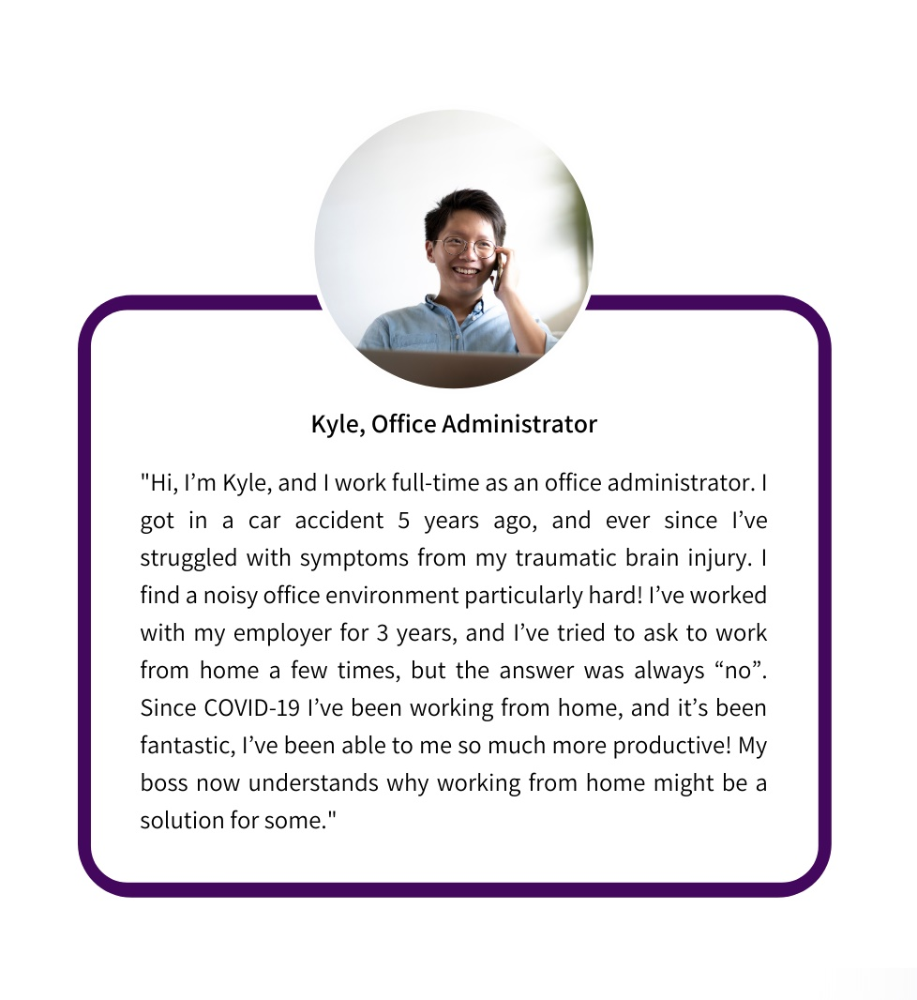 Kyle, Office Administrator
"Hi, I’m Kyle, and I work full-time as an office administrator. I
got in a car accident 5 years ago, and ever since I’ve
struggled with symptoms from my traumatic brain injury. I
find a noisy office environment particularly hard! I’ve worked
with my employer for 3 years, and I’ve tried to ask to work
from home a few times, but the answer was always “no”.
Since COVID-19 I’ve been working from home, and it’s been
fantastic, I’ve been able to me so much more productive! My
boss now understands why working from home might be a
solution for some."